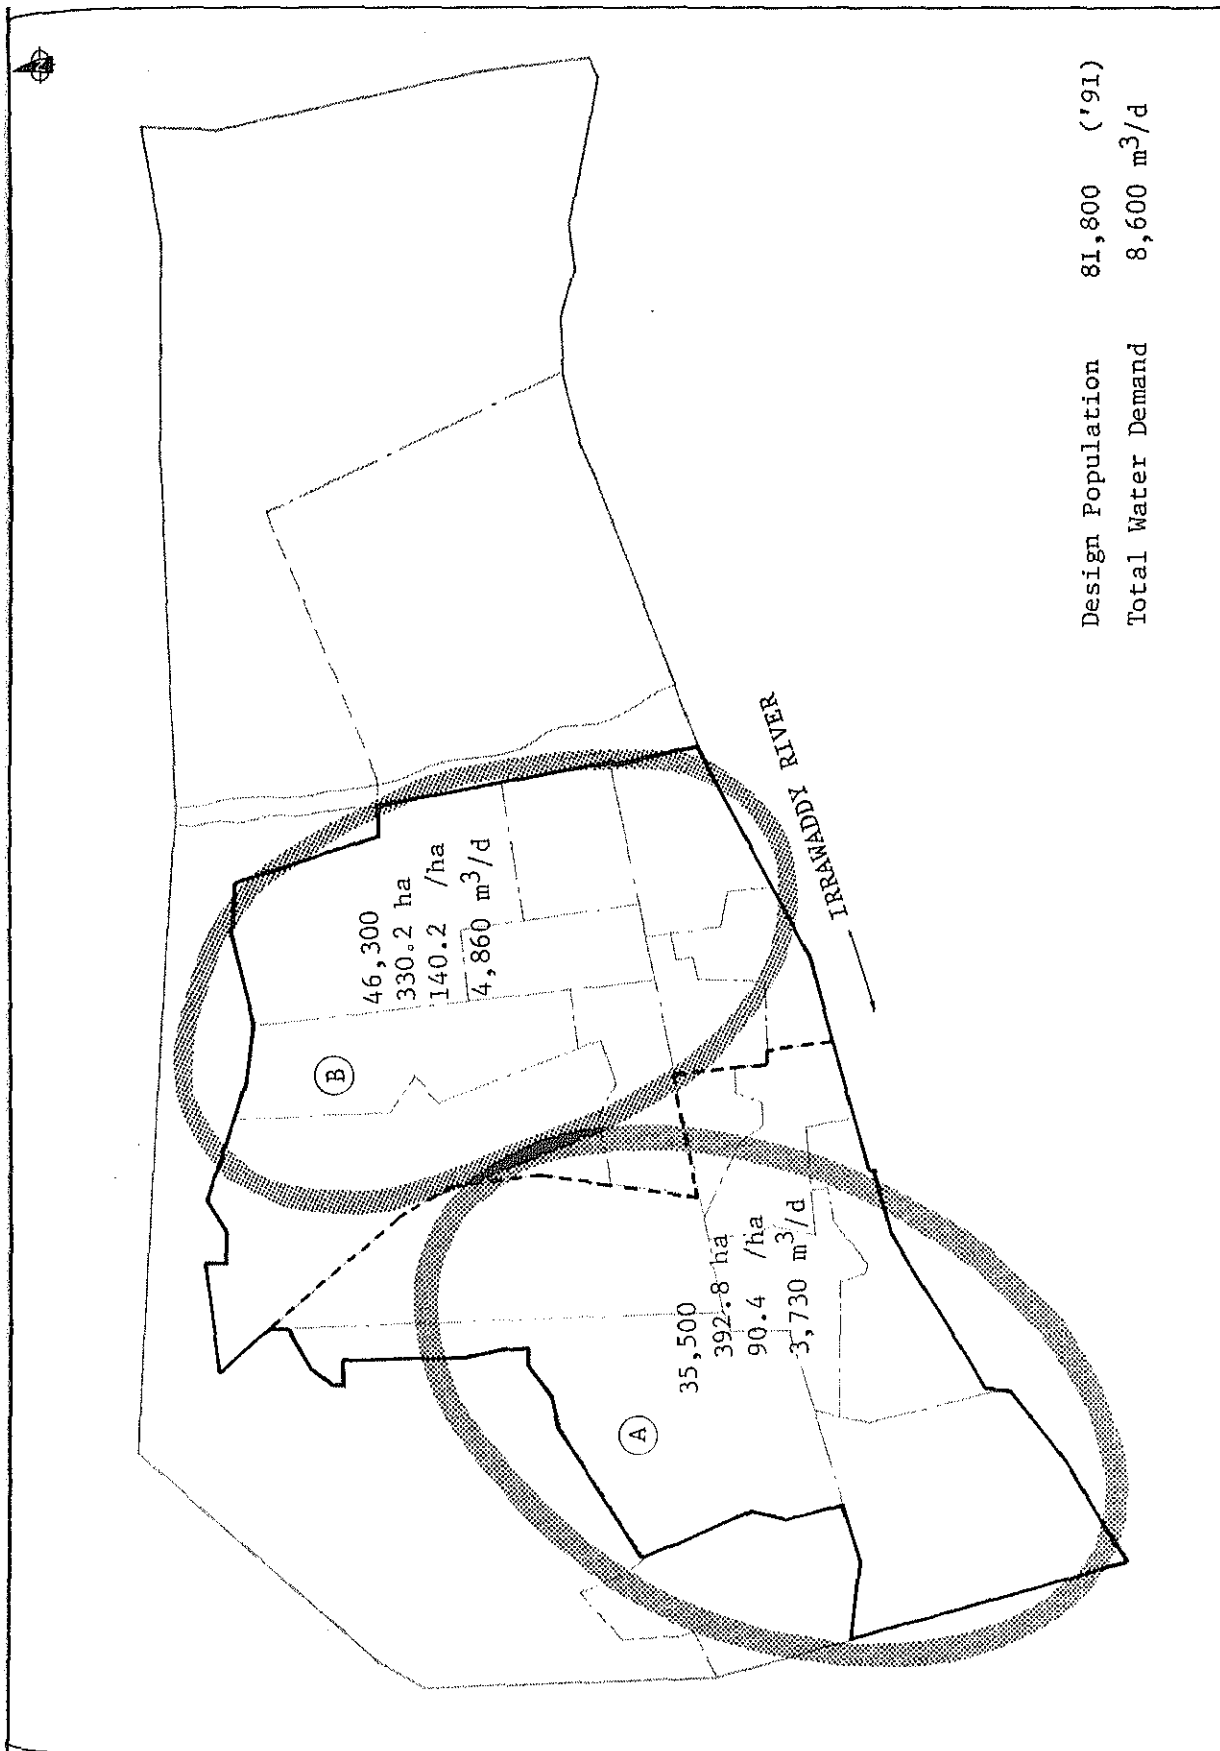 B
46,300
330.2 ha
140.2 /ha
4,860 m³/d
A
35,500
392.8 ha
90.4 /ha
3,730 m³/d
IRRAWADDY RIVER
Design Population 81,800 ('91)
Total Water Demand 8,600 m³/d